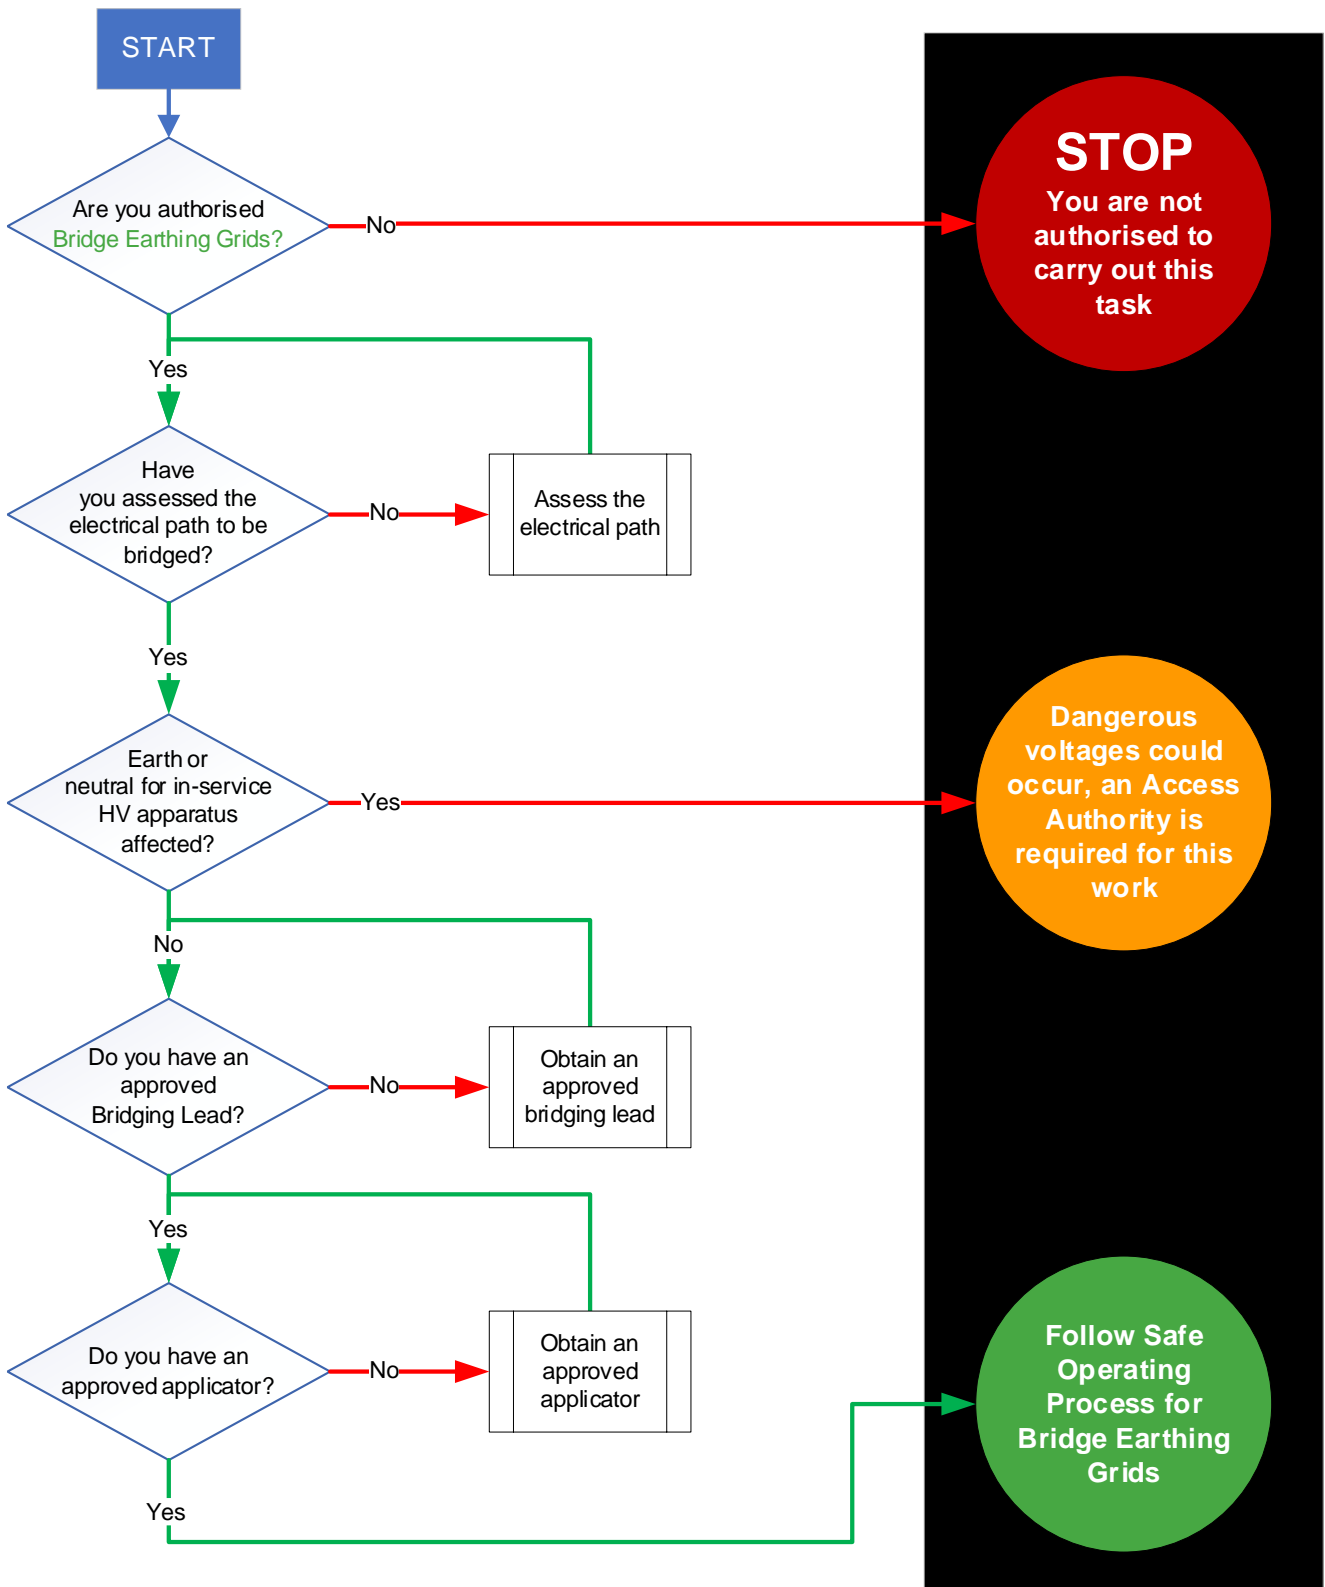 START
Are you authorised
Bridge Earthing Grids?
No
STOP
You are not
authorised to
carry out this
task
Yes
Have
you assessed the
electrical path to be
bridged?
No
Assess the
electrical path
Yes
Earth or
neutral for in-service
HV apparatus
affected?
Yes
Dangerous
voltages could
occur, an Access
Authority is
required for this
work
No
Do you have an
approved
Bridging Lead?
No
Obtain an
approved
bridging lead
Yes
Do you have an
approved applicator?
No
Obtain an
approved
applicator
Yes
Follow Safe
Operating
Process for
Bridge Earthing
Grids